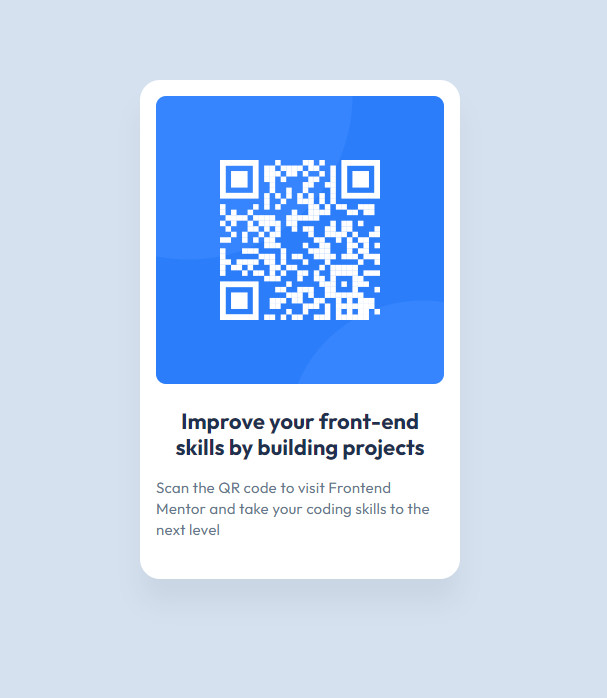 Improve your front-end
skills by building projects
Scan the QR code to visit Frontend
Mentor and take your coding skills to the
next level